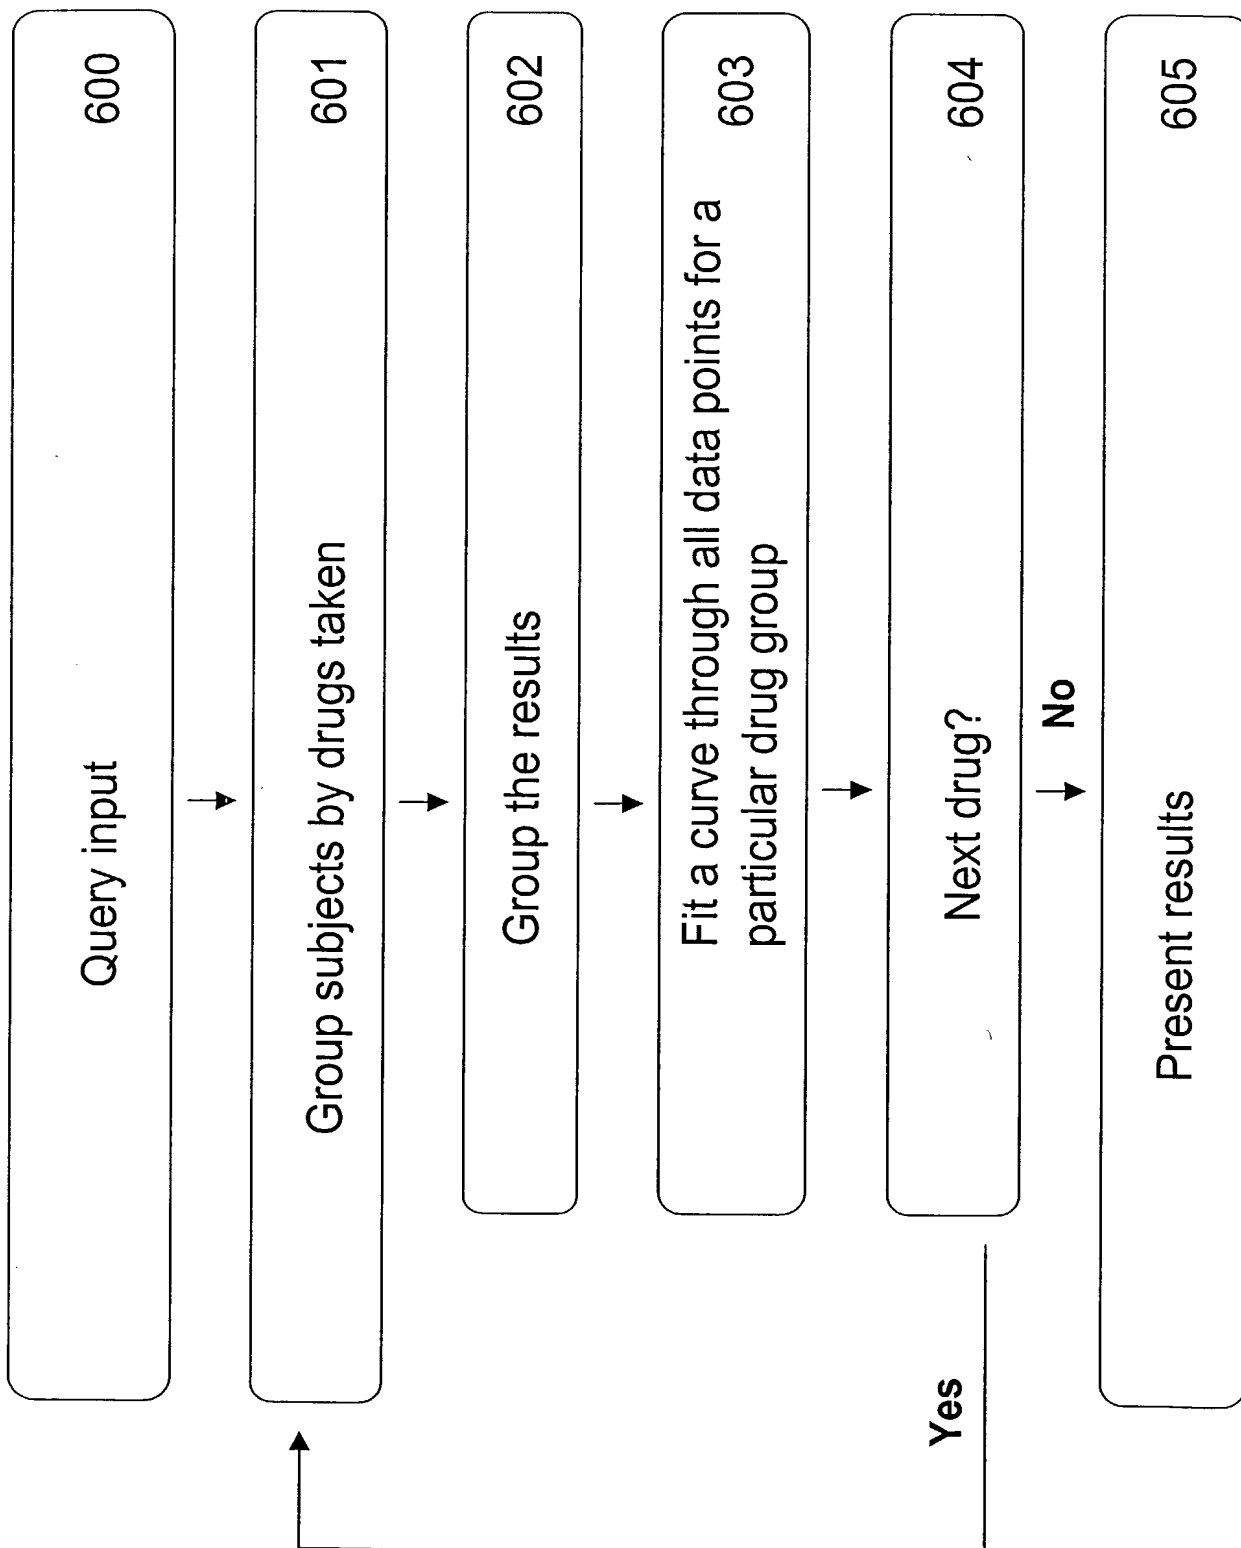 Query input 600
Group subjects by drugs taken 601
Group the results 602
Fit a curve through all data points for a 603
particular drug group
Next drug? 604
No
Yes
Present results 605